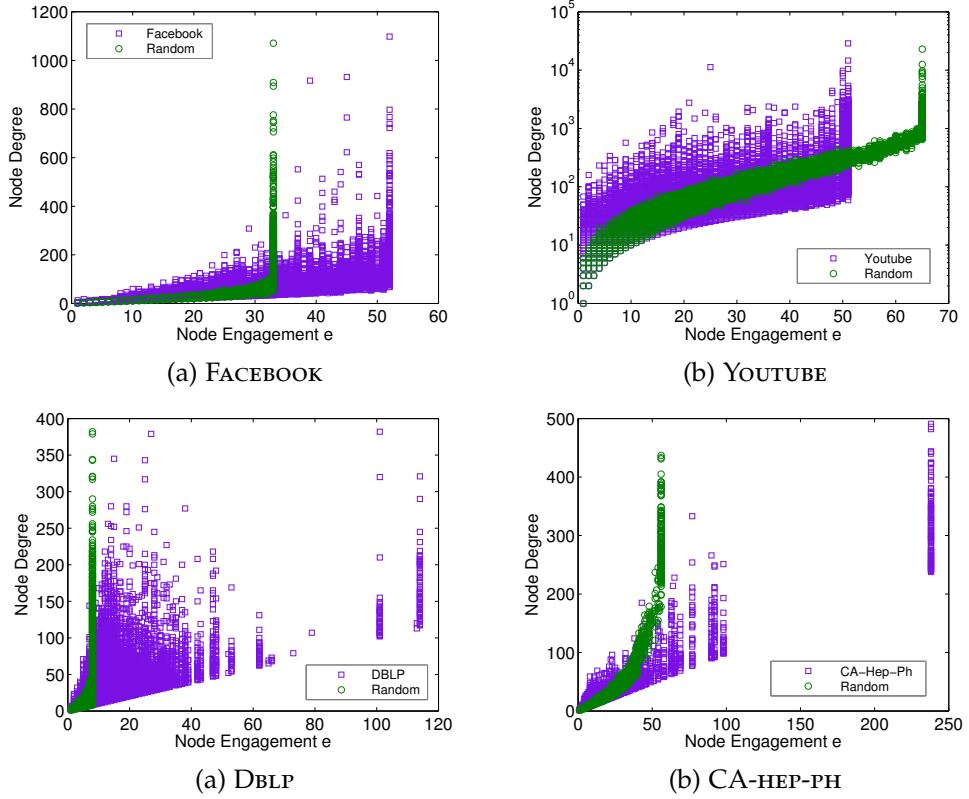 1200
1000
800
600
400
200
0
0 10 20 30 40 50 60
Node Degree
Node Engagement e
Facebook
Random
(a) FACEBOOK
10^5
10^4
10^3
10^2
10^1
10^0
0 10 20 30 40 50 60 70
Node Degree
Node Engagement e
Youtube
Random
(b) YOUTUBE
400
350
300
250
200
150
100
50
0
0 20 40 60 80 100 120
Node Degree
Node Engagement e
DBLP
Random
(a) DBLP
500
400
300
200
100
0
0 50 100 150 200 250
Node Degree
Node Engagement e
CA−Hep−Ph
Random
(b) CA-HEP-PH